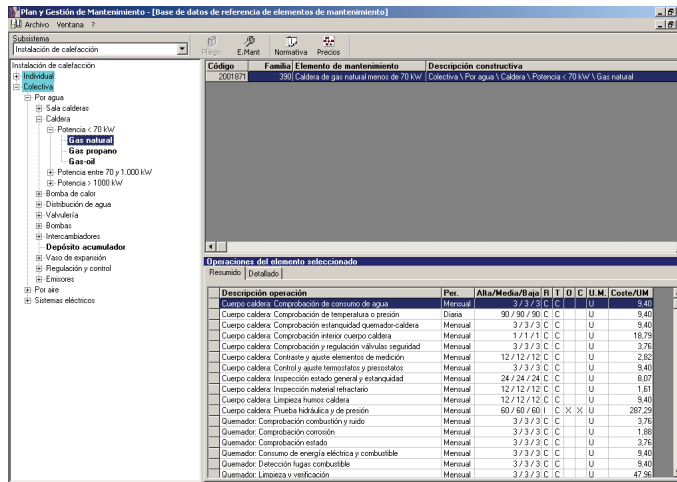 Plan y Gestión de Mantenimiento - [Base de datos de referencia de elementos de mantenimiento]
Archivo Ventana ?
Subsistema
Instalación de calefacción
Pliego E.Mant Normativa Precios
Instalación de calefacción
Individual
Colectiva
Por agua
Sala calderas
Caldera
Potencia < 70 kW
Gas natural
Gas propano
Gas-oil
Potencia entre 70 y 1.000 kW
Potencia > 1000 kW
Bomba de calor
Distribución de agua
Valvulería
Bombas
Intercambiadores
Depósito acumulador
Vaso de expansión
Regulación y control
Emisores
Por aire
Sistemas eléctricos
Código Familia Elemento de mantenimiento Descripción constructiva
2001871 390 Caldera de gas natural menos de 70 kW Colectiva \ Por agua \ Caldera \ Potencia < 70 kW \ Gas natural
Operaciones del elemento seleccionado
Resumido Detallado
Descripción operación Per. Alta/Media/Baja R T O C U.M. Coste/UM
Cuerpo caldera: Comprobación de consumo de agua Mensual 3 / 3 / 3 C C U 9,40
Cuerpo caldera: Comprobación de temperatura o presión Diaria 90 / 90 / 90 C C U 9,40
Cuerpo caldera: Comprobación estanquidad quemador-caldera Mensual 3 / 3 / 3 C C U 9,40
Cuerpo caldera: Comprobación interior cuerpo caldera Mensual 1 / 1 / 1 C C U 18,79
Cuerpo caldera: Comprobación y regulación válvulas seguridad Mensual 3 / 3 / 3 C C U 3,76
Cuerpo caldera: Contraste y ajuste elementos de medición Mensual 12 / 12 / 12 C C U 2,82
Cuerpo caldera: Control y ajuste termostatos y presostatos Mensual 3 / 3 / 3 C C U 9,40
Cuerpo caldera: Inspección estado general y estanquidad Mensual 24 / 24 / 24 C C U 8,07
Cuerpo caldera: Inspección material refractario Mensual 12 / 12 / 12 C C U 1,61
Cuerpo caldera: Limpieza humos caldera Mensual 12 / 12 / 12 C C U 9,40
Cuerpo caldera: Prueba hidráulica y de presión Mensual 60 / 60 / 60 I C X X U 287,29
Quemador: Comprobación combustión y ruido Mensual 3 / 3 / 3 C C U 3,76
Quemador: Comprobación corrosión Mensual 3 / 3 / 3 C C U 1,88
Quemador: Comprobación estado Mensual 3 / 3 / 3 C C U 3,76
Quemador: Consumo de energía eléctrica y combustible Mensual 3 / 3 / 3 C C U 9,40
Quemador: Detección fugas combustible Mensual 3 / 3 / 3 C C U 9,40
Quemador: Limpieza y verificación Mensual 3 / 3 / 3 C C U 47,96